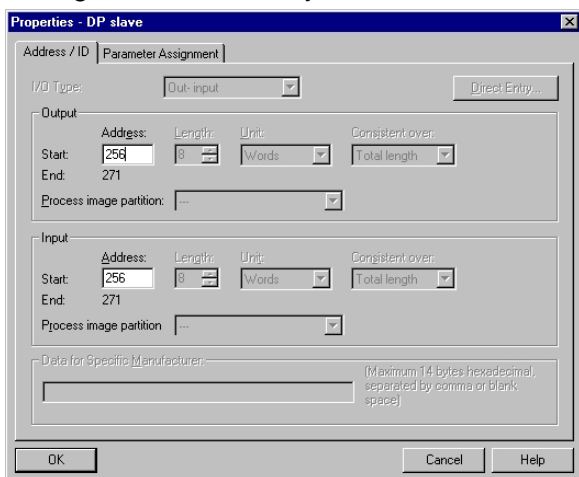 Properties - DP slave
Address / ID Parameter Assignment
I/O Type: Out- input Direct Entry...
Output
Address: Length: Unit: Consistent over:
Start: 256 8 Words Total length
End: 271
Process image partition: ---
Input
Address: Length: Unit: Consistent over:
Start: 256 8 Words Total length
End: 271
Process image partition ---
Data for Specific Manufacturer:
(Maximum 14 bytes hexadecimal,
separated by comma or blank
space)
OK Cancel Help